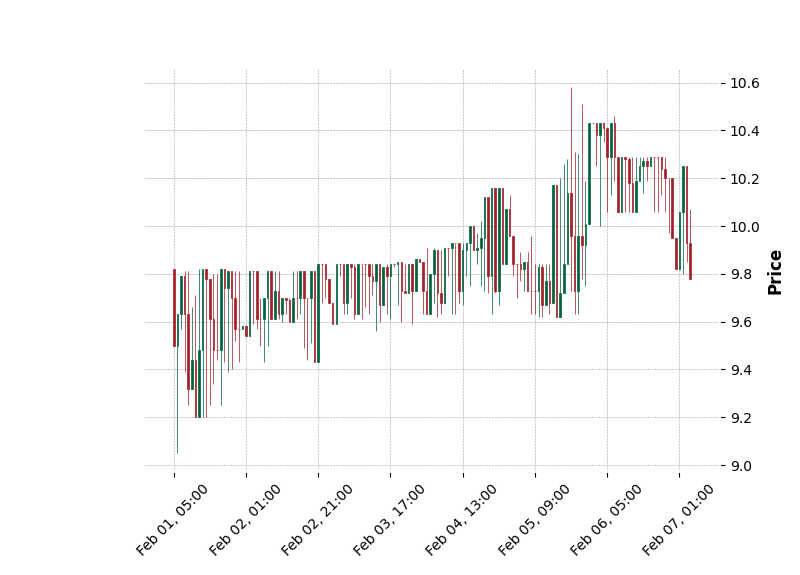 10.6
10.4
10.2
10.0
9.8
9.6
9.4
9.2
9.0
Price
Feb 01, 05:00
Feb 02, 01:00
Feb 02, 21:00
Feb 03, 17:00
Feb 04, 13:00
Feb 05, 09:00
Feb 06, 05:00
Feb 07, 01:00